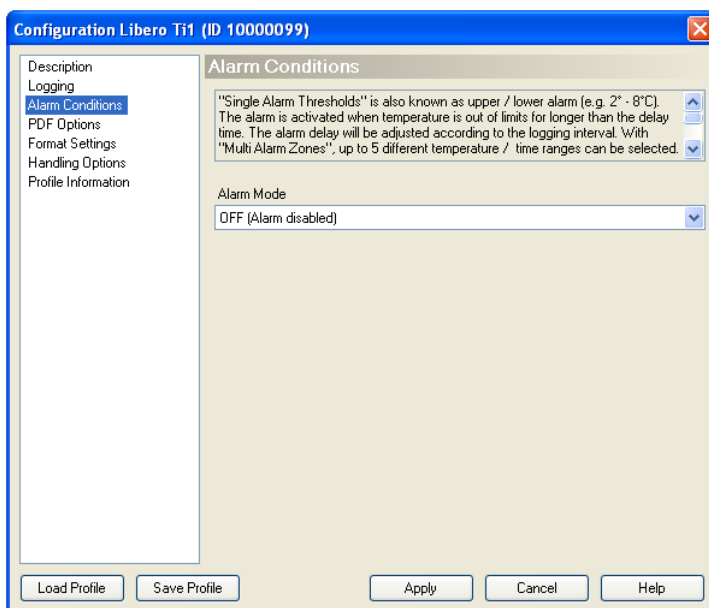 Configuration Libero Ti1 (ID 10000099)
Description
Logging
Alarm Conditions
PDF Options
Format Settings
Handling Options
Profile Information
Alarm Conditions
"Single Alarm Thresholds" is also known as upper / lower alarm (e.g. 2° - 8°C).
The alarm is activated when temperature is out of limits for longer than the delay
time. The alarm delay will be adjusted according to the logging interval. With
"Multi Alarm Zones", up to 5 different temperature / time ranges can be selected.
Alarm Mode
OFF (Alarm disabled)
Load Profile
Save Profile
Apply
Cancel
Help